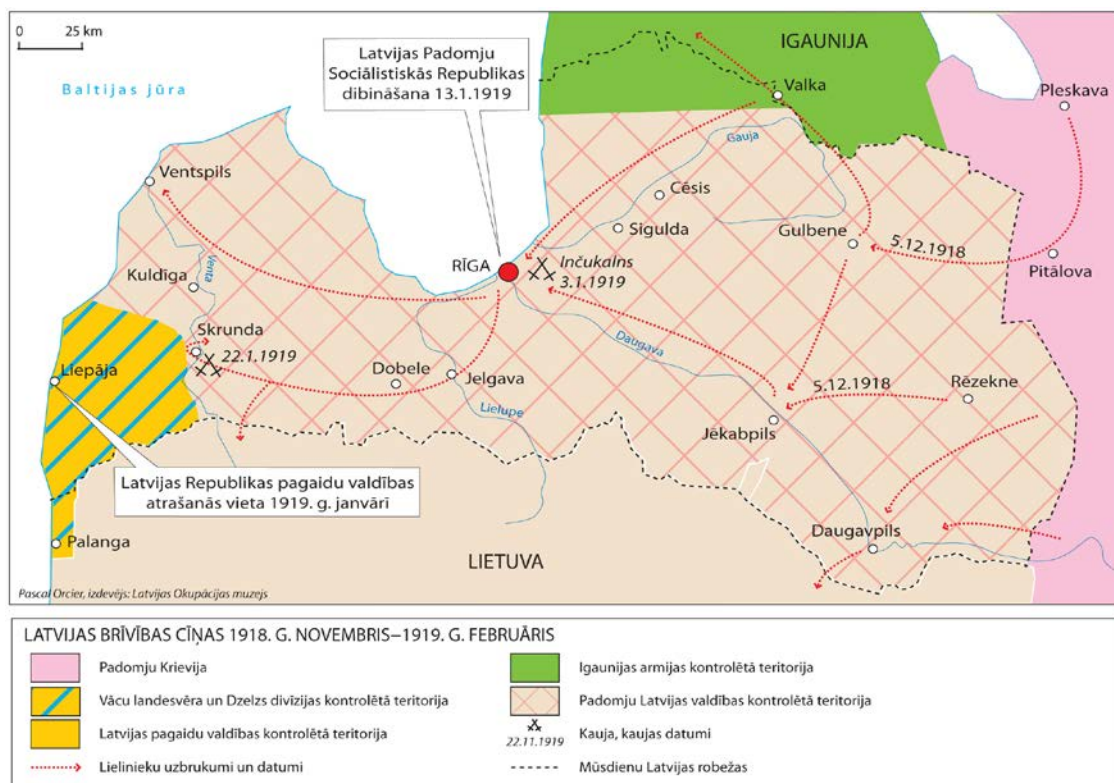 0 25 km
Baltijas jūra
Latvijas Padomju
Sociālistiskās Republikas
dibināšana 13.1.1919
IGAUNIJA
Valka
Pleskava
Gauja
Ventspils
Cēsis
Sigulda
Gulbene
5.12.1918
Pitālova
RĪGA
Inčukalns
3.1.1919
Kuldīga
Venta
Skrunda
22.1.1919
Daugava
Liepāja
Dobele
Jelgava
5.12.1918
Rēzekne
Lielupe
Jēkabpils
Latvijas Republikas pagaidu valdības
atrašanās vieta 1919. g. janvārī
Palanga
Daugavpils
LIETUVA
Pascal Orcier, izdevējs: Latvijas Okupācijas muzejs
LATVIJAS BRĪVĪBAS CĪŅAS 1918. G. NOVEMBRIS–1919. G. FEBRUĀRIS
Padomju Krievija
Vācu landesvēra un Dzelzs divīzijas kontrolētā teritorija
Latvijas pagaidu valdības kontrolētā teritorija
Lielinieku uzbrukumi un datumi
Igaunijas armijas kontrolētā teritorija
Padomju Latvijas valdības kontrolētā teritorija
22.11.1919 Kauja, kaujas datumi
Mūsdienu Latvijas robežas